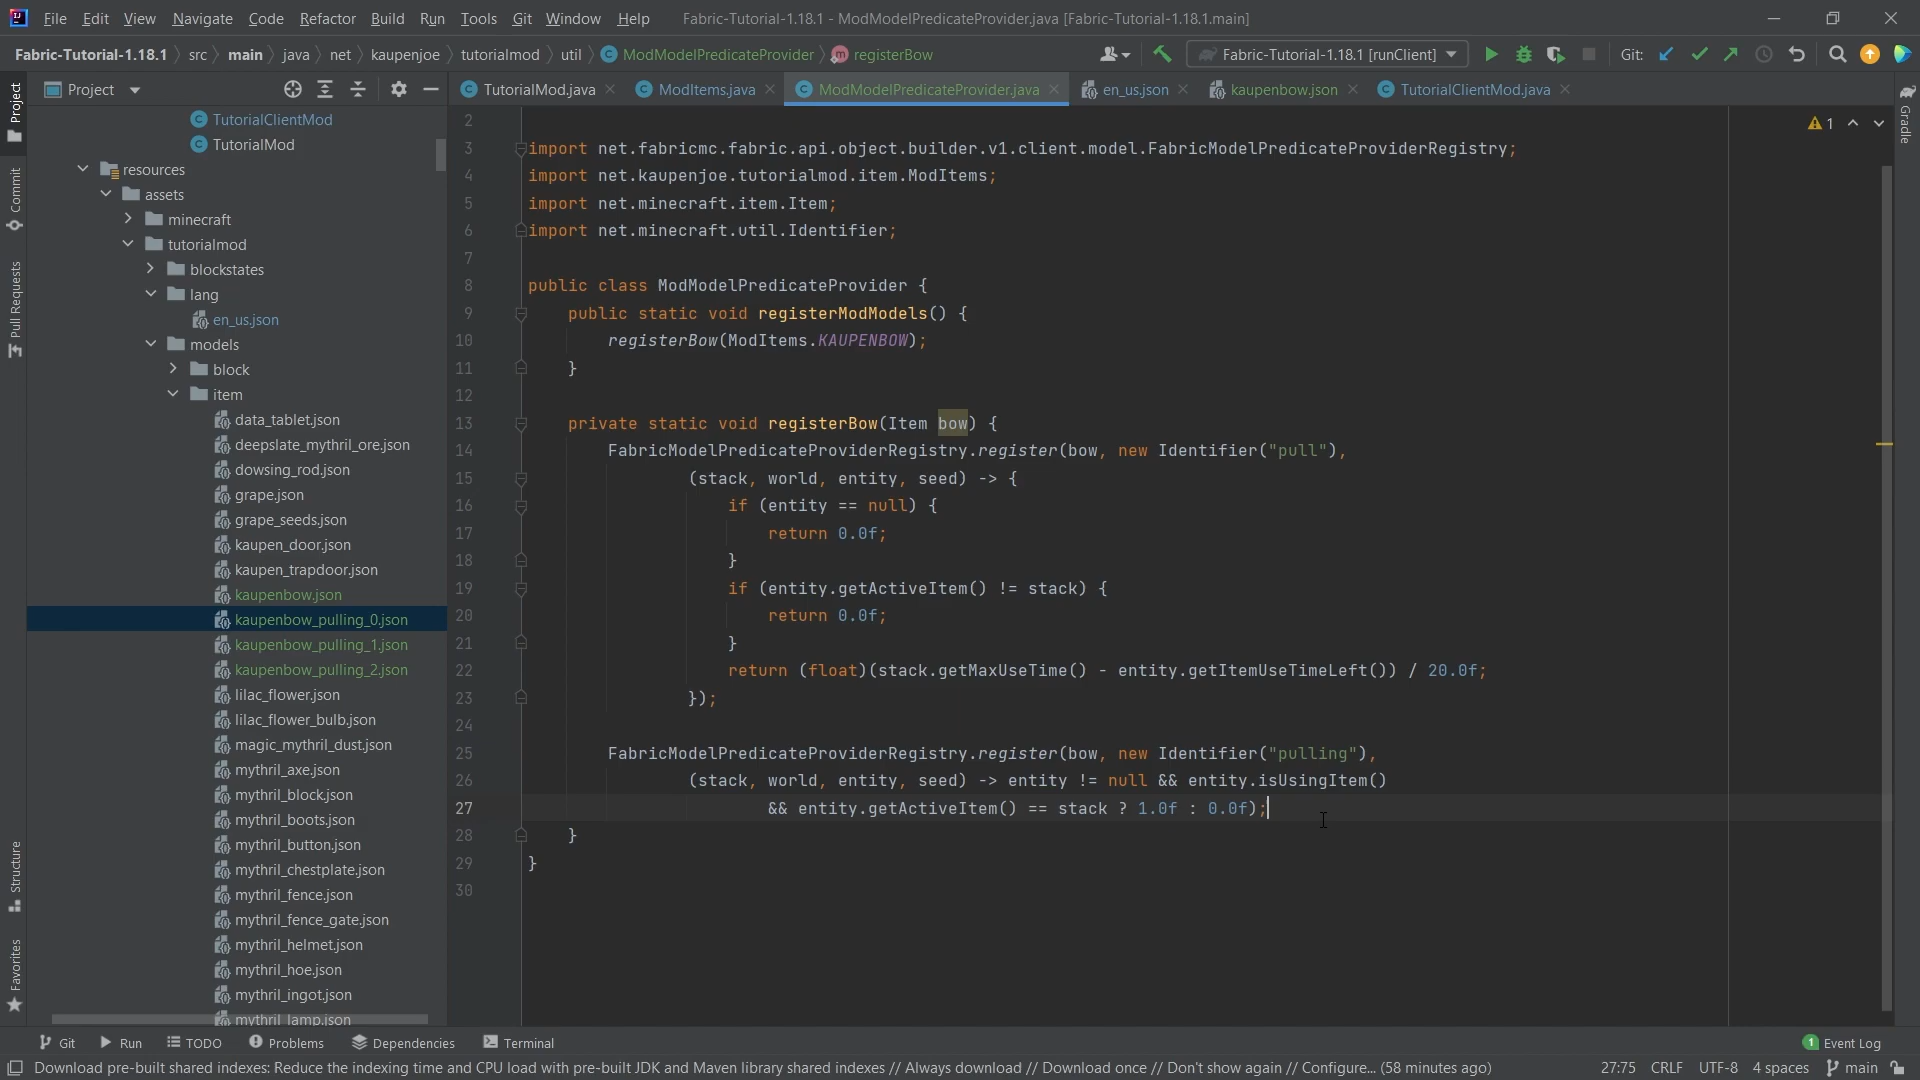 File Edit View Navigate Code Refactor Build Run Tools Git Window Help Fabric-Tutorial-1.18.1 - ModModelPredicateProvider.java [Fabric-Tutorial-1.18.1.main]
Fabric-Tutorial-1.18.1 src main java net kaupenjoe tutorialmod util ModModelPredicateProvider registerBow Fabric-Tutorial-1.18.1 [runClient] Git:
Project TutorialMod.java ModItems.java ModModelPredicateProvider.java en_us.json kaupenbow.json TutorialClientMod.java
Project
Commit
Pull Requests
Structure
Favorites
Gradle
TutorialClientMod
TutorialMod
resources
assets
minecraft
tutorialmod
blockstates
lang
en_us.json
models
block
item
data_tablet.json
deepslate_mythril_ore.json
dowsing_rod.json
grape.json
grape_seeds.json
kaupen_door.json
kaupen_trapdoor.json
kaupenbow.json
kaupenbow_pulling_0.json
kaupenbow_pulling_1.json
kaupenbow_pulling_2.json
lilac_flower.json
lilac_flower_bulb.json
magic_mythril_dust.json
mythril_axe.json
mythril_block.json
mythril_boots.json
mythril_button.json
mythril_chestplate.json
mythril_fence.json
mythril_fence_gate.json
mythril_helmet.json
mythril_hoe.json
mythril_ingot.json
mythril_lamp.json
1
2
3 import net.fabricmc.fabric.api.object.builder.v1.client.model.FabricModelPredicateProviderRegistry;
4 import net.kaupenjoe.tutorialmod.item.ModItems;
5 import net.minecraft.item.Item;
6 import net.minecraft.util.Identifier;
7
8 public class ModModelPredicateProvider {
9 public static void registerModModels() {
10 registerBow(ModItems.KAUPENBOW);
11 }
12
13 private static void registerBow(Item bow) {
14 FabricModelPredicateProviderRegistry.register(bow, new Identifier("pull"),
15 (stack, world, entity, seed) -> {
16 if (entity == null) {
17 return 0.0f;
18 }
19 if (entity.getActiveItem() != stack) {
20 return 0.0f;
21 }
22 return (float)(stack.getMaxUseTime() - entity.getItemUseTimeLeft()) / 20.0f;
23 });
24
25 FabricModelPredicateProviderRegistry.register(bow, new Identifier("pulling"),
26 (stack, world, entity, seed) -> entity != null && entity.isUsingItem()
27 && entity.getActiveItem() == stack ? 1.0f : 0.0f);
28 }
29 }
30
Git Run TODO Problems Dependencies Terminal 1 Event Log
Download pre-built shared indexes: Reduce the indexing time and CPU load with pre-built JDK and Maven library shared indexes // Always download // Download once // Don't show again // Configure... (58 minutes ago) 27:75 CRLF UTF-8 4 spaces main